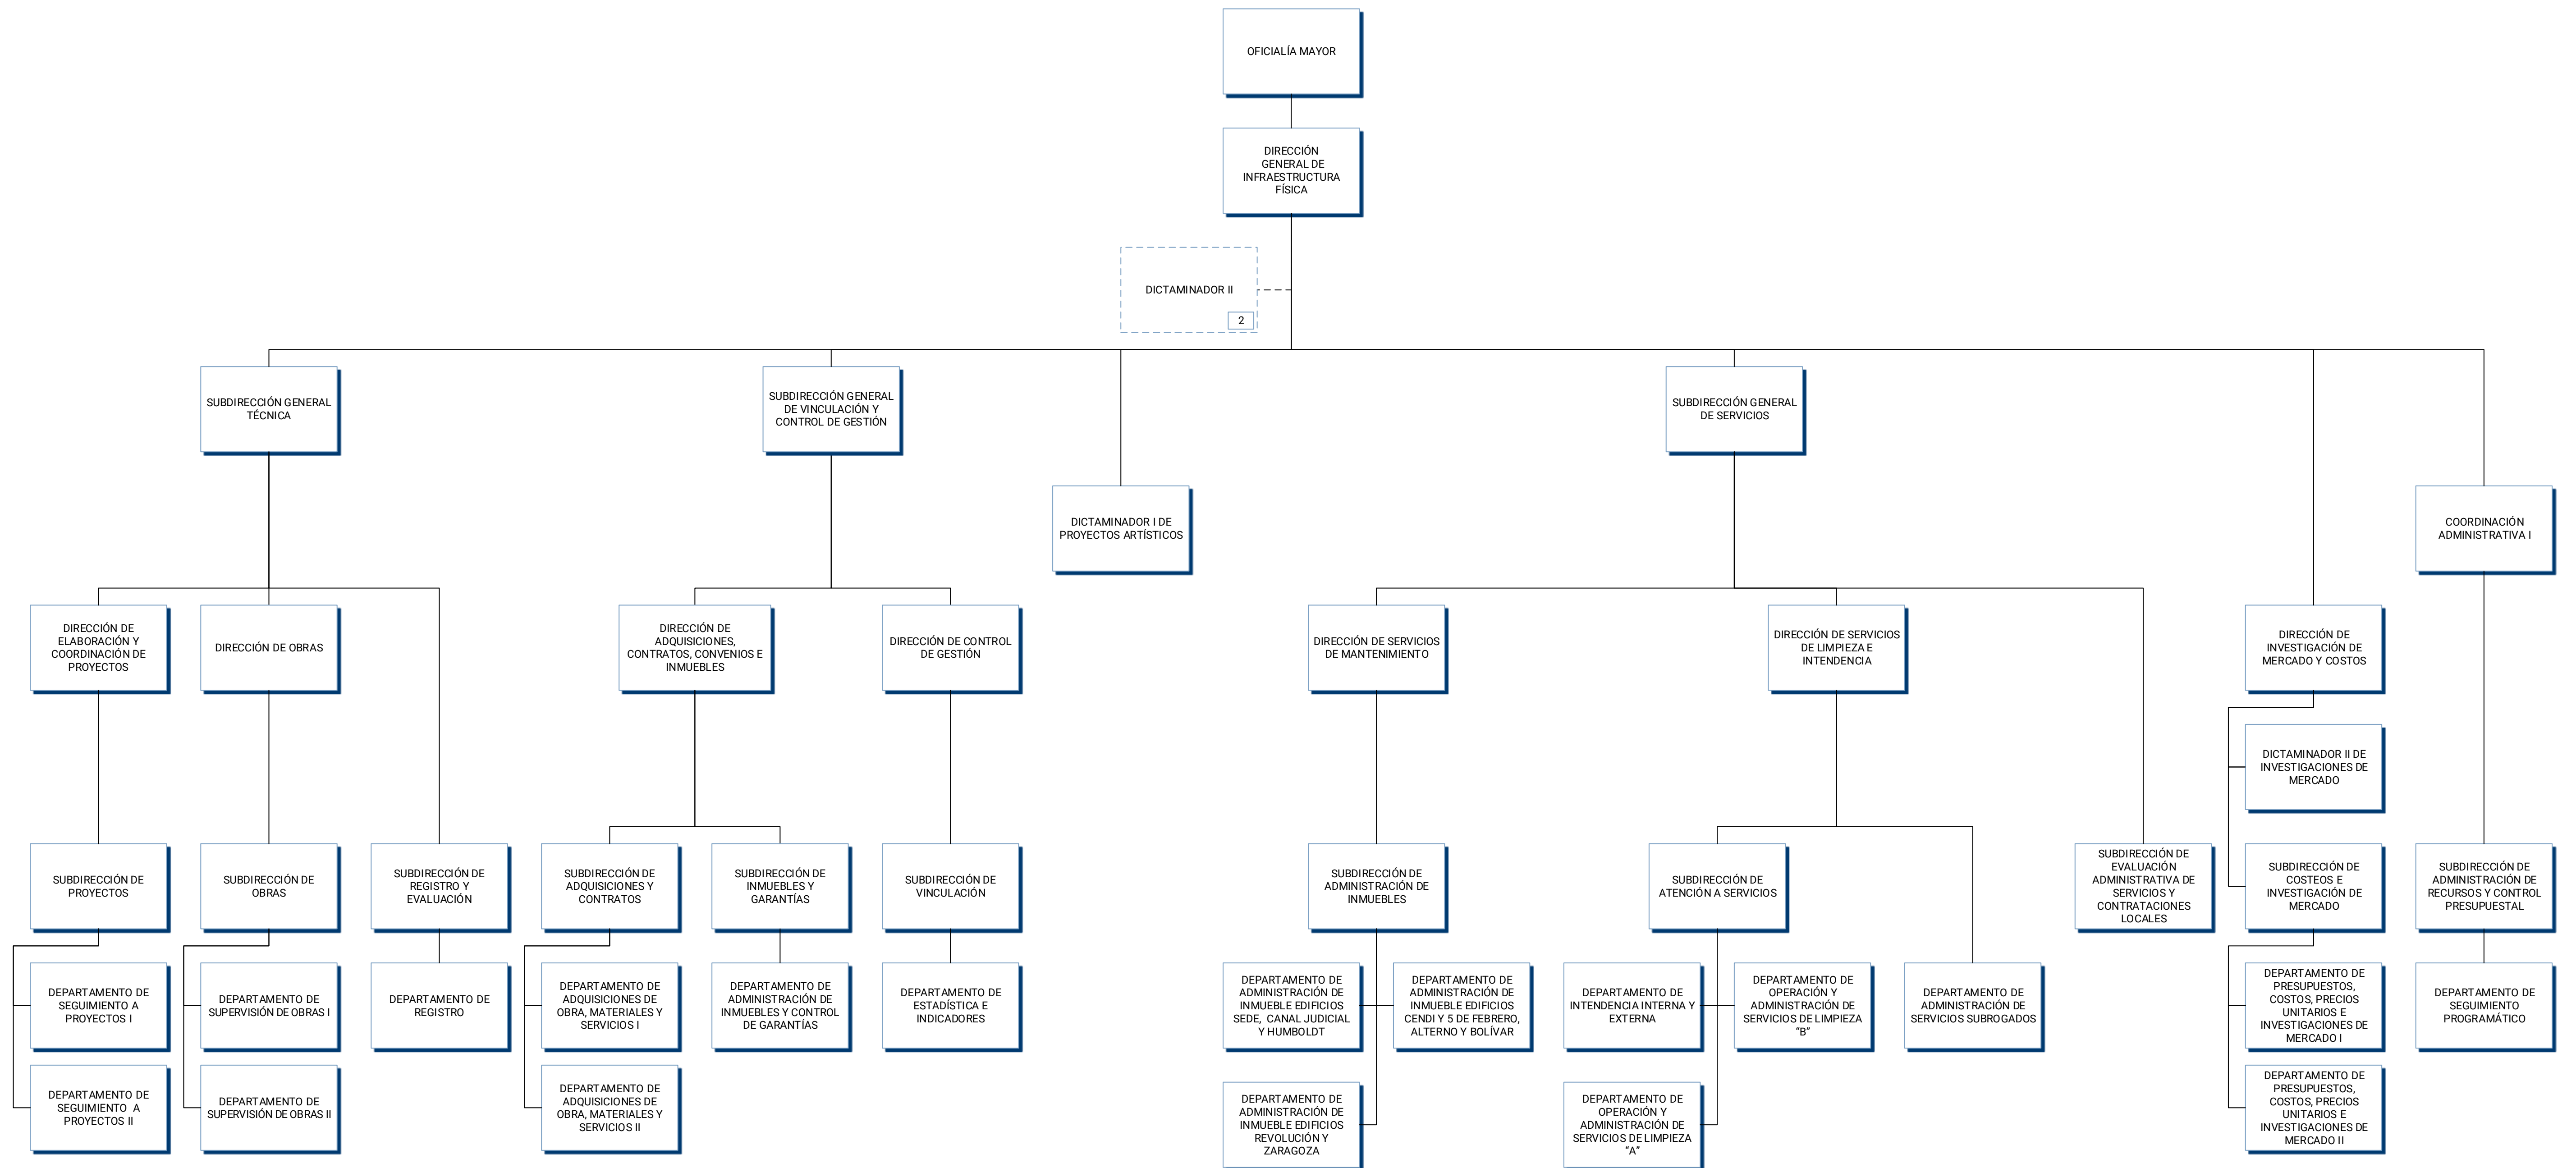 OFICIALÍA MAYOR
DIRECCIÓN
GENERAL DE
INFRAESTRUCTURA
FÍSICA
DICTAMINADOR II
2
SUBDIRECCIÓN GENERAL
TÉCNICA
SUBDIRECCIÓN GENERAL
DE VINCULACIÓN Y
CONTROL DE GESTIÓN
SUBDIRECCIÓN GENERAL
DE SERVICIOS
DICTAMINADOR I DE
PROYECTOS ARTÍSTICOS
COORDINACIÓN
ADMINISTRATIVA I
DIRECCIÓN DE
ELABORACIÓN Y
COORDINACIÓN DE
PROYECTOS
DIRECCIÓN DE OBRAS
DIRECCIÓN DE
ADQUISICIONES,
CONTRATOS, CONVENIOS E
INMUEBLES
DIRECCIÓN DE CONTROL
DE GESTIÓN
DIRECCIÓN DE SERVICIOS
DE MANTENIMIENTO
DIRECCIÓN DE SERVICIOS
DE LIMPIEZA E
INTENDENCIA
DIRECCIÓN DE
INVESTIGACIÓN DE
MERCADO Y COSTOS
DICTAMINADOR II DE
INVESTIGACIONES DE
MERCADO
SUBDIRECCIÓN DE
PROYECTOS
SUBDIRECCIÓN DE
OBRAS
SUBDIRECCIÓN DE
REGISTRO Y
EVALUACIÓN
SUBDIRECCIÓN DE
ADQUISICIONES Y
CONTRATOS
SUBDIRECCIÓN DE
INMUEBLES Y
GARANTÍAS
SUBDIRECCIÓN DE
VINCULACIÓN
SUBDIRECCIÓN DE
ADMINISTRACIÓN DE
INMUEBLES
SUBDIRECCIÓN DE
ATENCIÓN A SERVICIOS
SUBDIRECCIÓN DE
EVALUACIÓN
ADMINISTRATIVA DE
SERVICIOS Y
CONTRATACIONES
LOCALES
SUBDIRECCIÓN DE
COSTEOS E
INVESTIGACIÓN DE
MERCADO
SUBDIRECCIÓN DE
ADMINISTRACIÓN DE
RECURSOS Y CONTROL
PRESUPUESTAL
DEPARTAMENTO DE
SEGUIMIENTO A
PROYECTOS I
DEPARTAMENTO DE
SUPERVISIÓN DE OBRAS I
DEPARTAMENTO DE
REGISTRO
DEPARTAMENTO DE
ADQUISICIONES DE
OBRA, MATERIALES Y
SERVICIOS I
DEPARTAMENTO DE
ADMINISTRACIÓN DE
INMUEBLES Y CONTROL
DE GARANTÍAS
DEPARTAMENTO DE
ESTADÍSTICA E
INDICADORES
DEPARTAMENTO DE
ADMINISTRACIÓN DE
INMUEBLE EDIFICIOS
SEDE, CANAL JUDICIAL
Y HUMBOLDT
DEPARTAMENTO DE
ADMINISTRACIÓN DE
INMUEBLE EDIFICIOS
CENDI Y 5 DE FEBRERO,
ALTERNO Y BOLÍVAR
DEPARTAMENTO DE
INTENDENCIA INTERNA Y
EXTERNA
DEPARTAMENTO DE
OPERACIÓN Y
ADMINISTRACIÓN DE
SERVICIOS DE LIMPIEZA
“B”
DEPARTAMENTO DE
ADMINISTRACIÓN DE
SERVICIOS SUBROGADOS
DEPARTAMENTO DE
PRESUPUESTOS,
COSTOS, PRECIOS
UNITARIOS E
INVESTIGACIONES DE
MERCADO I
DEPARTAMENTO DE
SEGUIMIENTO
PROGRAMÁTICO
DEPARTAMENTO DE
SEGUIMIENTO A
PROYECTOS II
DEPARTAMENTO DE
SUPERVISIÓN DE OBRAS II
DEPARTAMENTO DE
ADQUISICIONES DE
OBRA, MATERIALES Y
SERVICIOS II
DEPARTAMENTO DE
ADMINISTRACIÓN DE
INMUEBLE EDIFICIOS
REVOLUCIÓN Y
ZARAGOZA
DEPARTAMENTO DE
OPERACIÓN Y
ADMINISTRACIÓN DE
SERVICIOS DE LIMPIEZA
“A”
DEPARTAMENTO DE
PRESUPUESTOS,
COSTOS, PRECIOS
UNITARIOS E
INVESTIGACIONES DE
MERCADO II